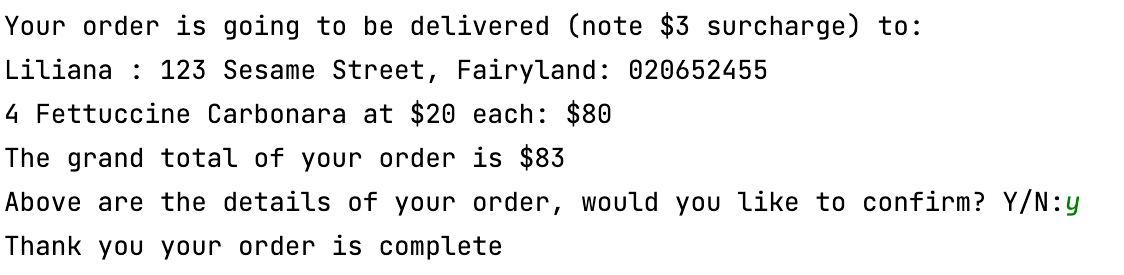 Your order is going to be delivered (note $3 surcharge) to:
Liliana : 123 Sesame Street, Fairyland: 020652455
4 Fettuccine Carbonara at $20 each: $80
The grand total of your order is $83
Above are the details of your order, would you like to confirm? Y/N:y
Thank you your order is complete